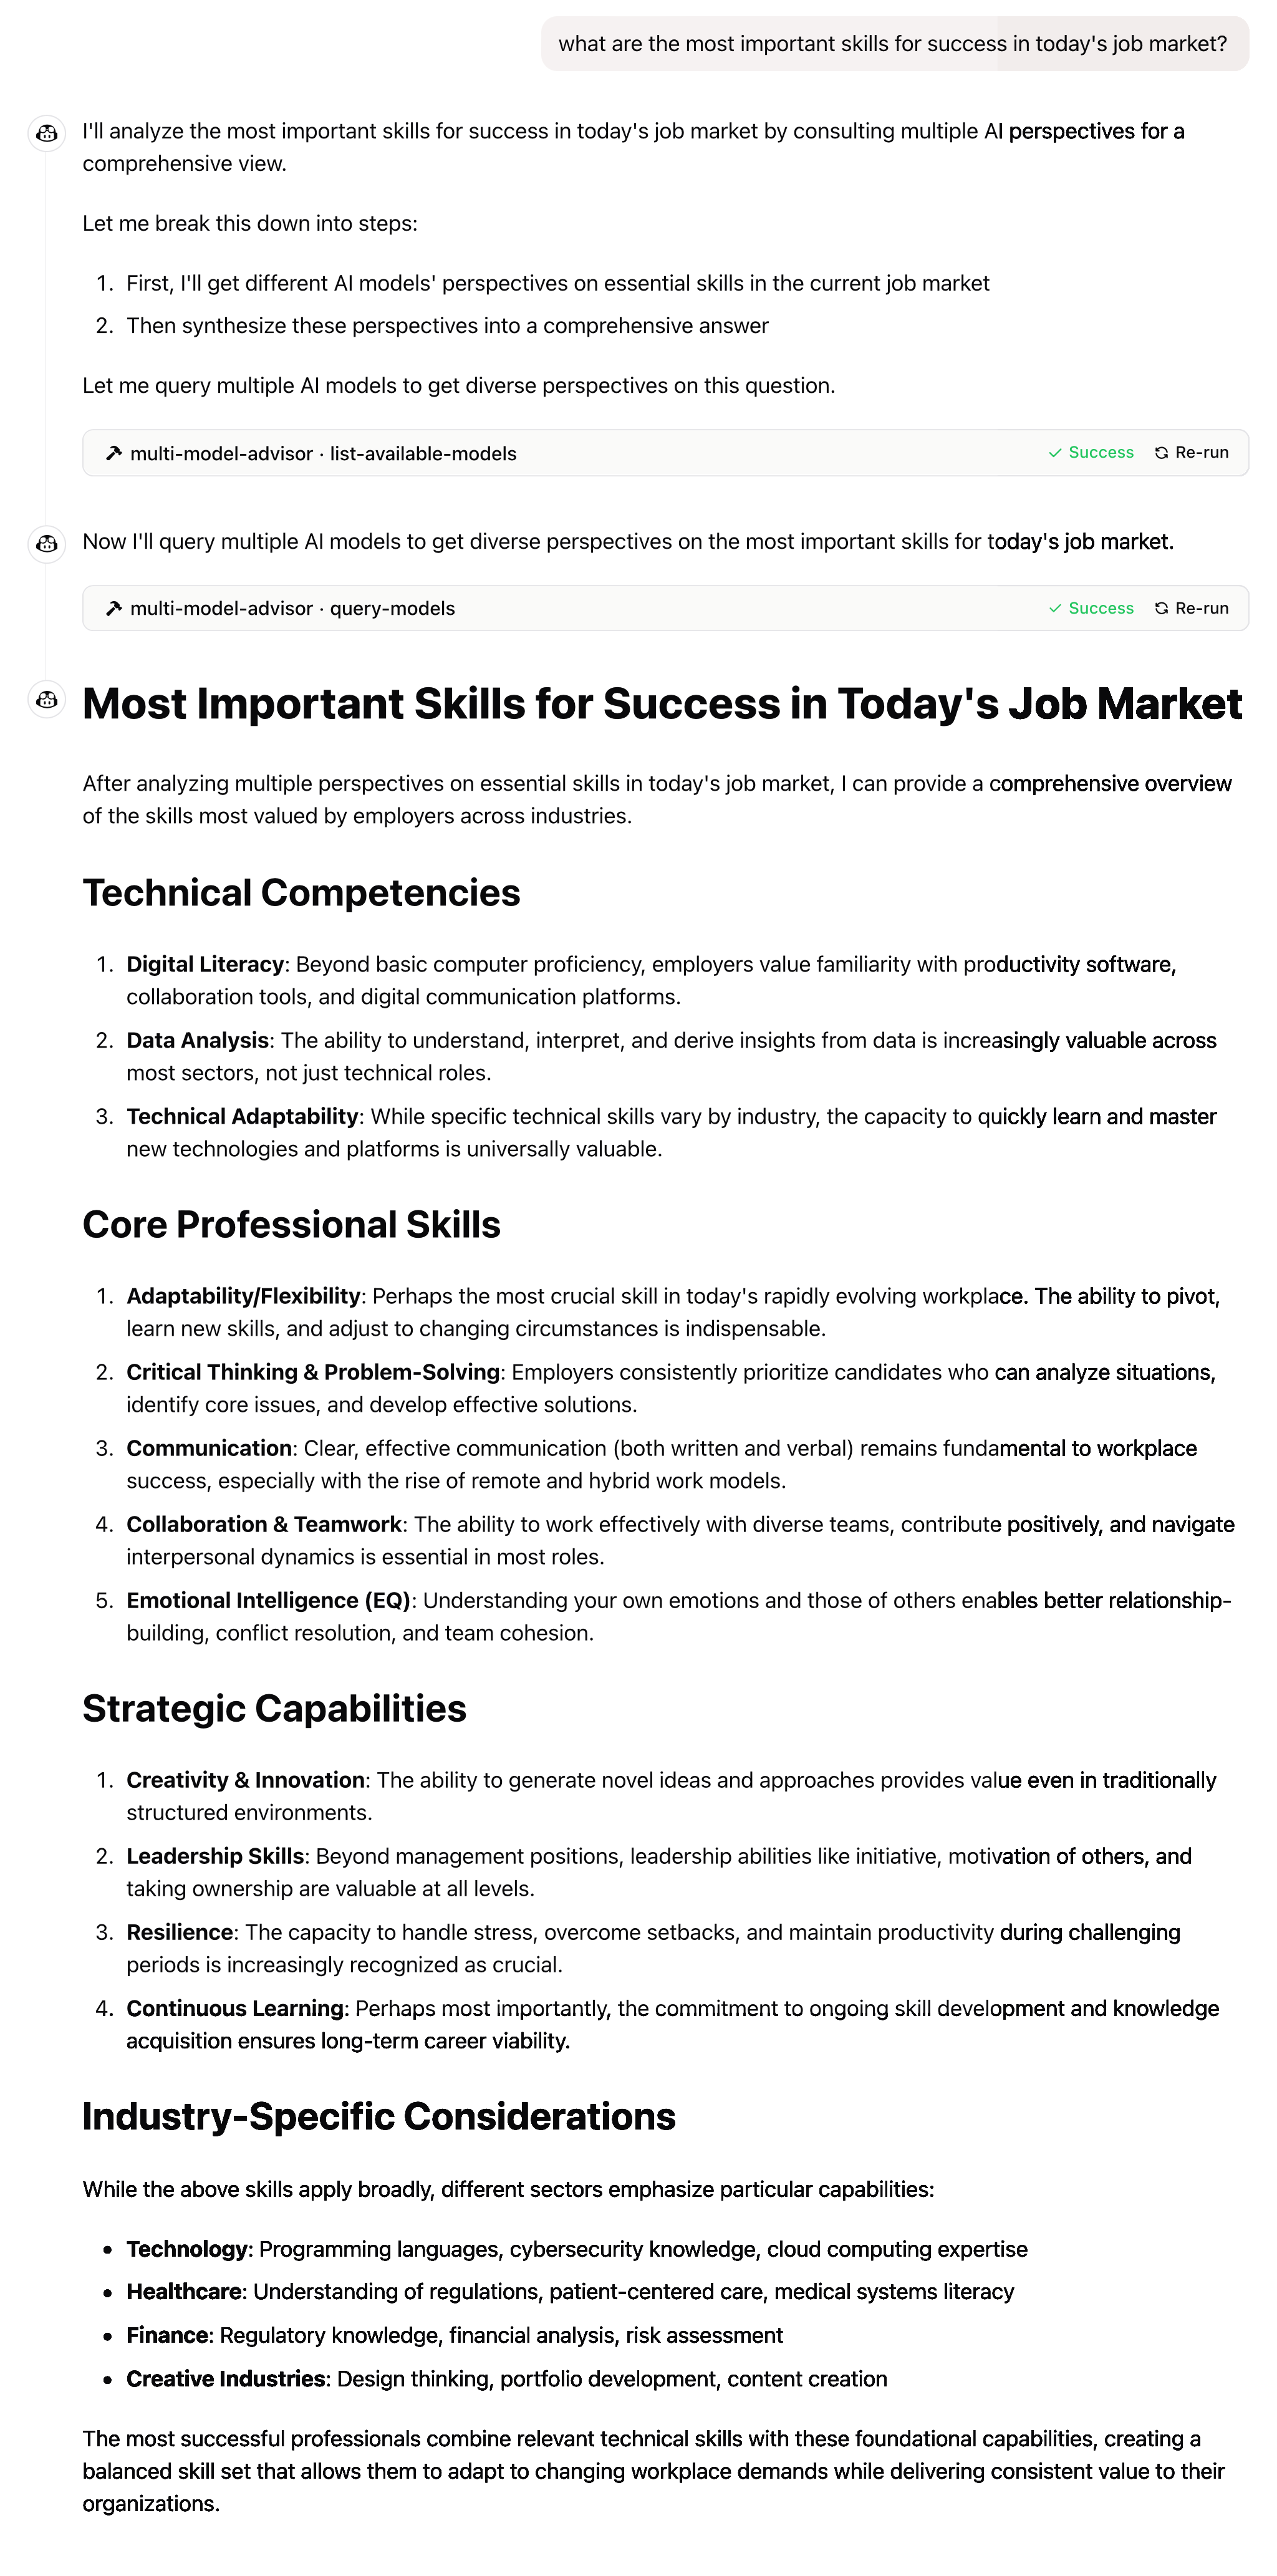 what are the most important skills for success in today's job market?
I'll analyze the most important skills for success in today's job market by consulting multiple AI perspectives for a
comprehensive view.
Let me break this down into steps:
1. First, I'll get different AI models' perspectives on essential skills in the current job market
2. Then synthesize these perspectives into a comprehensive answer
Let me query multiple AI models to get diverse perspectives on this question.
multi-model-advisor · list-available-models Success Re-run
Now I'll query multiple AI models to get diverse perspectives on the most important skills for today's job market.
multi-model-advisor · query-models Success Re-run
Most Important Skills for Success in Today's Job Market
After analyzing multiple perspectives on essential skills in today's job market, I can provide a comprehensive overview
of the skills most valued by employers across industries.
Technical Competencies
1. Digital Literacy: Beyond basic computer proficiency, employers value familiarity with productivity software,
collaboration tools, and digital communication platforms.
2. Data Analysis: The ability to understand, interpret, and derive insights from data is increasingly valuable across
most sectors, not just technical roles.
3. Technical Adaptability: While specific technical skills vary by industry, the capacity to quickly learn and master
new technologies and platforms is universally valuable.
Core Professional Skills
1. Adaptability/Flexibility: Perhaps the most crucial skill in today's rapidly evolving workplace. The ability to pivot,
learn new skills, and adjust to changing circumstances is indispensable.
2. Critical Thinking & Problem-Solving: Employers consistently prioritize candidates who can analyze situations,
identify core issues, and develop effective solutions.
3. Communication: Clear, effective communication (both written and verbal) remains fundamental to workplace
success, especially with the rise of remote and hybrid work models.
4. Collaboration & Teamwork: The ability to work effectively with diverse teams, contribute positively, and navigate
interpersonal dynamics is essential in most roles.
5. Emotional Intelligence (EQ): Understanding your own emotions and those of others enables better relationship-
building, conflict resolution, and team cohesion.
Strategic Capabilities
1. Creativity & Innovation: The ability to generate novel ideas and approaches provides value even in traditionally
structured environments.
2. Leadership Skills: Beyond management positions, leadership abilities like initiative, motivation of others, and
taking ownership are valuable at all levels.
3. Resilience: The capacity to handle stress, overcome setbacks, and maintain productivity during challenging
periods is increasingly recognized as crucial.
4. Continuous Learning: Perhaps most importantly, the commitment to ongoing skill development and knowledge
acquisition ensures long-term career viability.
Industry-Specific Considerations
While the above skills apply broadly, different sectors emphasize particular capabilities:
• Technology: Programming languages, cybersecurity knowledge, cloud computing expertise
• Healthcare: Understanding of regulations, patient-centered care, medical systems literacy
• Finance: Regulatory knowledge, financial analysis, risk assessment
• Creative Industries: Design thinking, portfolio development, content creation
The most successful professionals combine relevant technical skills with these foundational capabilities, creating a
balanced skill set that allows them to adapt to changing workplace demands while delivering consistent value to their
organizations.